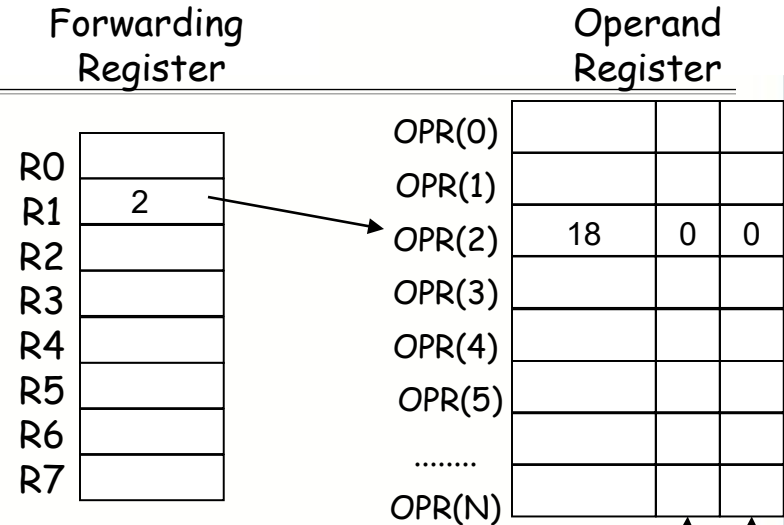 Forwarding
Register
Operand
Register
R0
R1 2
R2
R3
R4
R5
R6
R7
OPR(0)
OPR(1)
OPR(2) 18 0 0
OPR(3)
OPR(4)
OPR(5)
........
OPR(N)